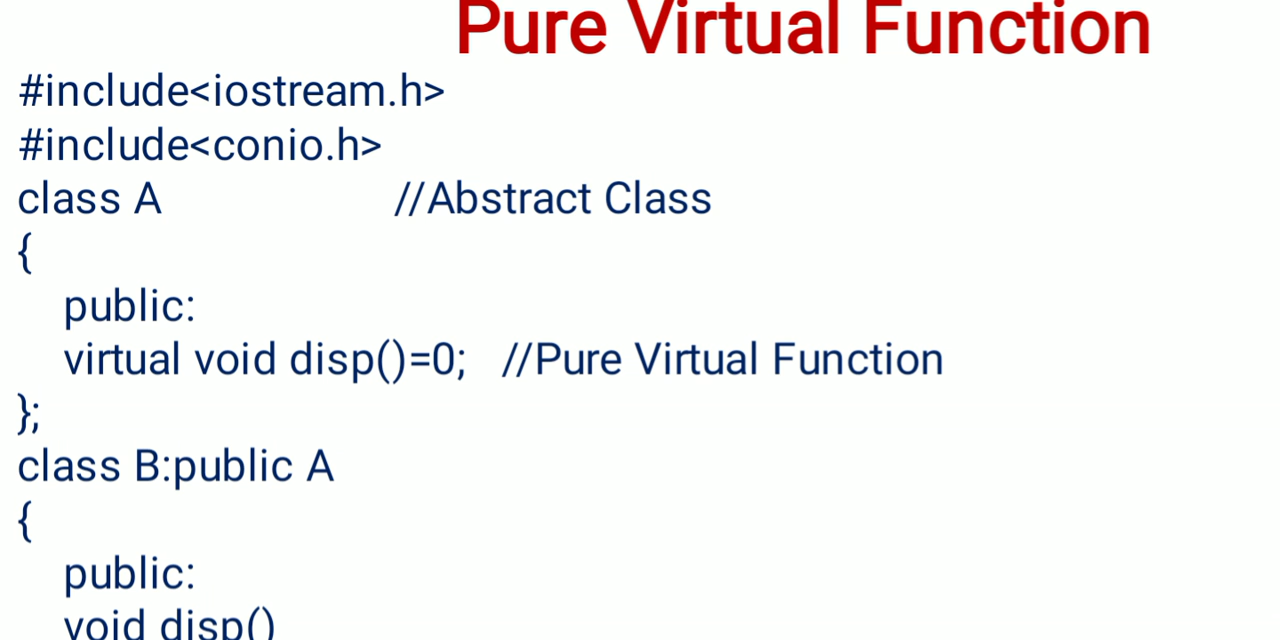 Pure Virtual Function
#include<iostream.h>
#include<conio.h>
class A //Abstract Class
{
public:
virtual void disp()=0; //Pure Virtual Function
};
class B:public A
{
public:
void disp()